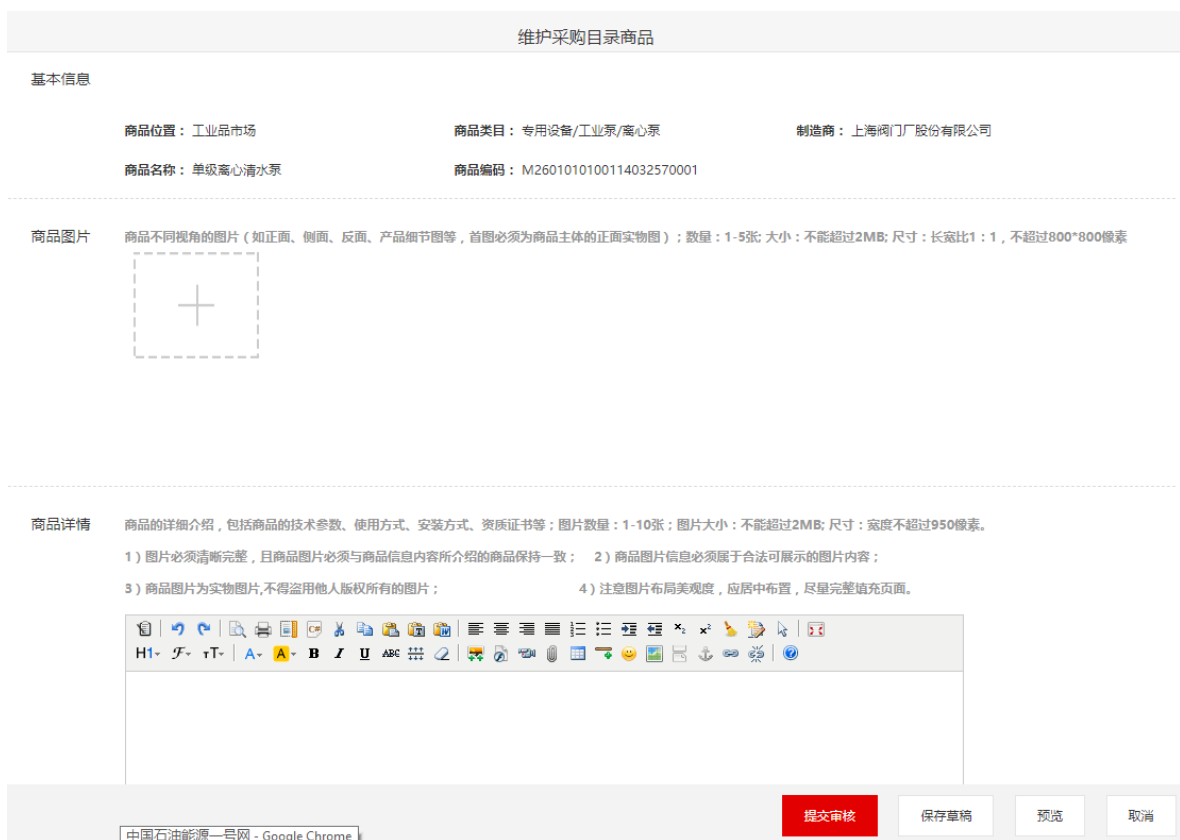 维护采购目录商品
基本信息
商品位置： 工业品市场 商品类目： 专用设备/工业泵/离心泵 制造商： 上海阀门厂股份有限公司
商品名称： 单级离心清水泵 商品编码： M2601010100114032570001
商品图片 商品不同视角的图片（如正面、侧面、反面、产品细节图等，首图必须为商品主体的正面实物图）；数量：1-5张; 大小：不能超过2MB; 尺寸：长宽比1：1，不超过800*800像素
商品详情 商品的详细介绍，包括商品的技术参数、使用方式、安装方式、资质证书等；图片数量：1-10张；图片大小：不能超过2MB; 尺寸：宽度不超过950像素。
1）图片必须清晰完整，且商品图片必须与商品信息内容所介绍的商品保持一致； 2）商品图片信息必须属于合法可展示的图片内容；
3）商品图片为实物图片,不得盗用他人版权所有的图片； 4）注意图片布局美观度，应居中布置，尽量完整填充页面。
H1 F TT A A B I U ABC
提交审核 保存草稿 预览 取消
中国石油能源一号网 - Google Chrome